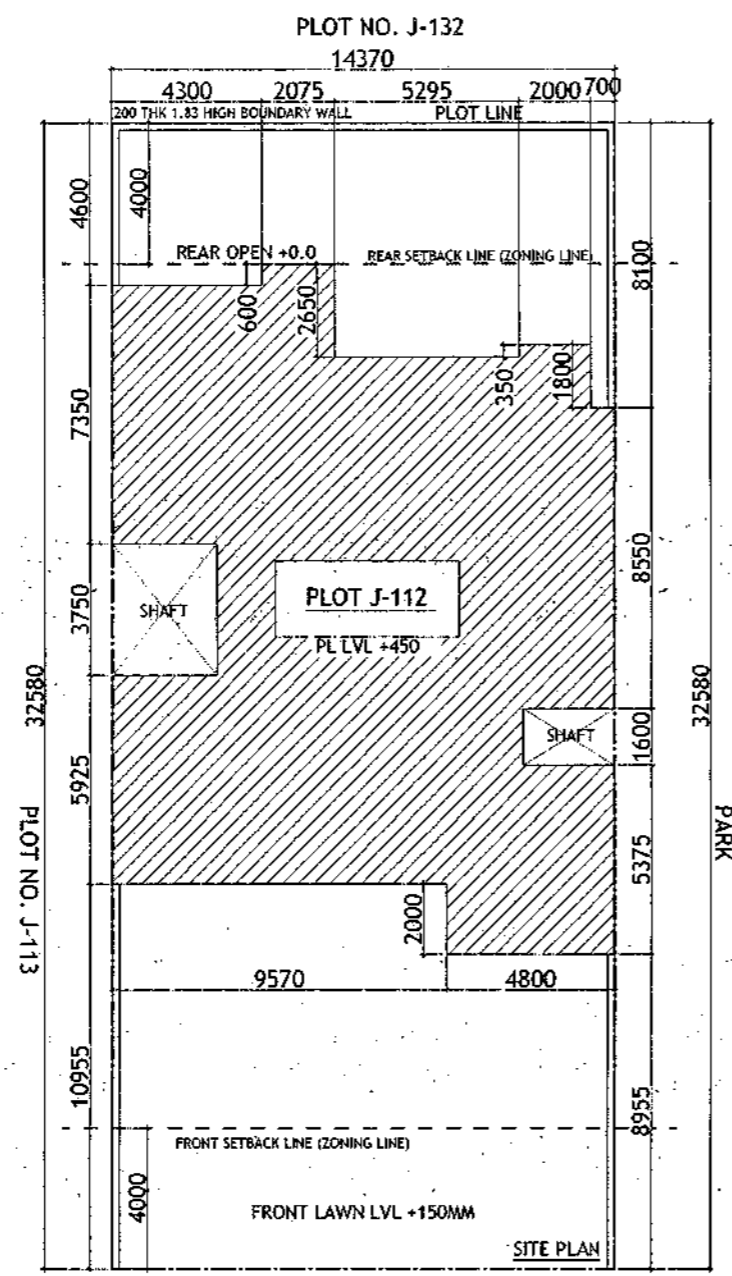 PLOT NO. J-132
14370
4300 2075 5295 2000 700
200 THK 1.83 HIGH BOUNDARY WALL PLOT LINE
4600
4000
REAR OPEN +0.0
REAR SETBACK LINE (ZONING LINE)
8100
600
2650
350
1800
7350
8550
3750
SHAFT
PLOT J-112
PL LVL +450
32580
32580
SHAFT
1600
5925
PLOT NO. J-113
PARK
5375
2000
9570 4800
10955
8955
FRONT SETBACK LINE (ZONING LINE)
4000
FRONT LAWN LVL +150MM
SITE PLAN